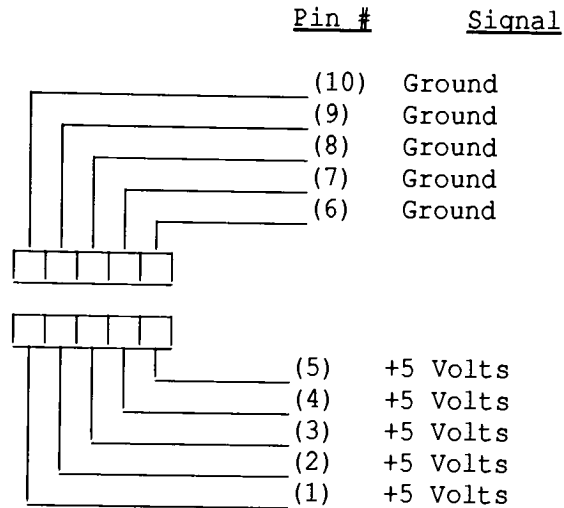 Pin # Signal
(10) Ground
(9) Ground
(8) Ground
(7) Ground
(6) Ground
(5) +5 Volts
(4) +5 Volts
(3) +5 Volts
(2) +5 Volts
(1) +5 Volts